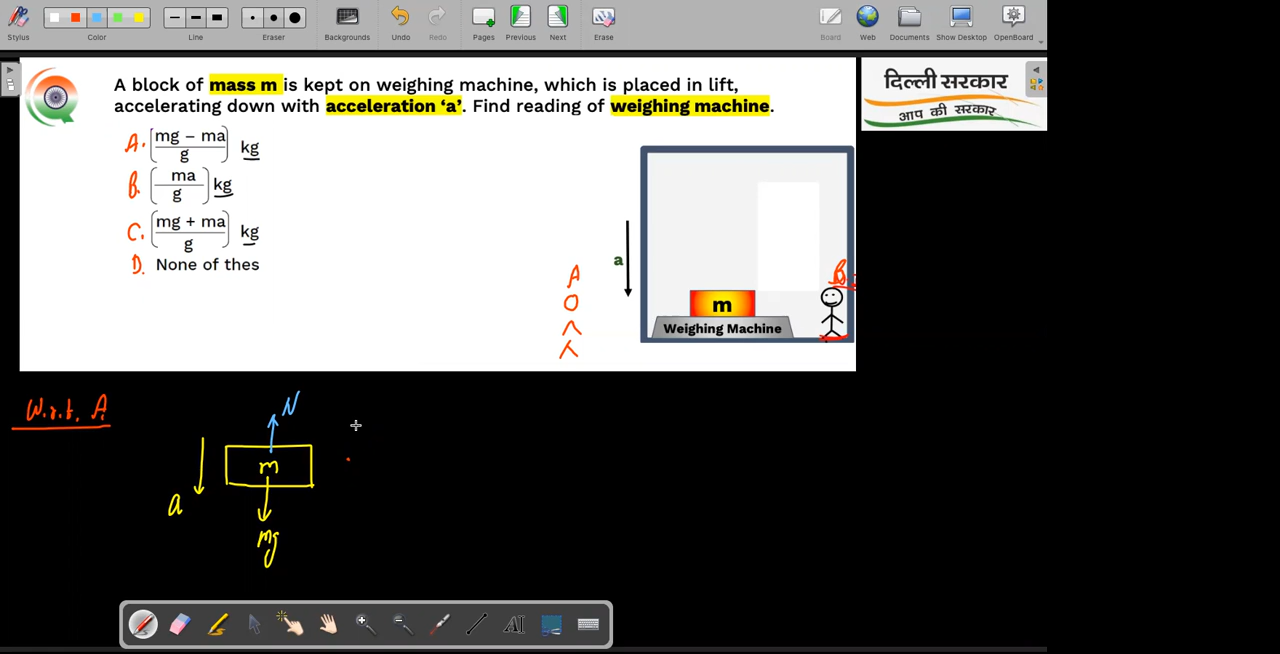 Stylus
Color
Line
Eraser
Backgrounds
Undo
Redo
Pages
Previous
Next
Erase
Board
Web
Documents
Show Desktop
OpenBoard
A block of mass m is kept on weighing machine, which is placed in lift,
accelerating down with acceleration ‘a’. Find reading of weighing machine.
दिल्ली सरकार
आप की सरकार
A. (mg – ma / g) kg
B. (ma / g) kg
C. (mg + ma / g) kg
D. None of thes
a
A
B
m
Weighing Machine
W.r.t. A
N
m
a
mg
AI